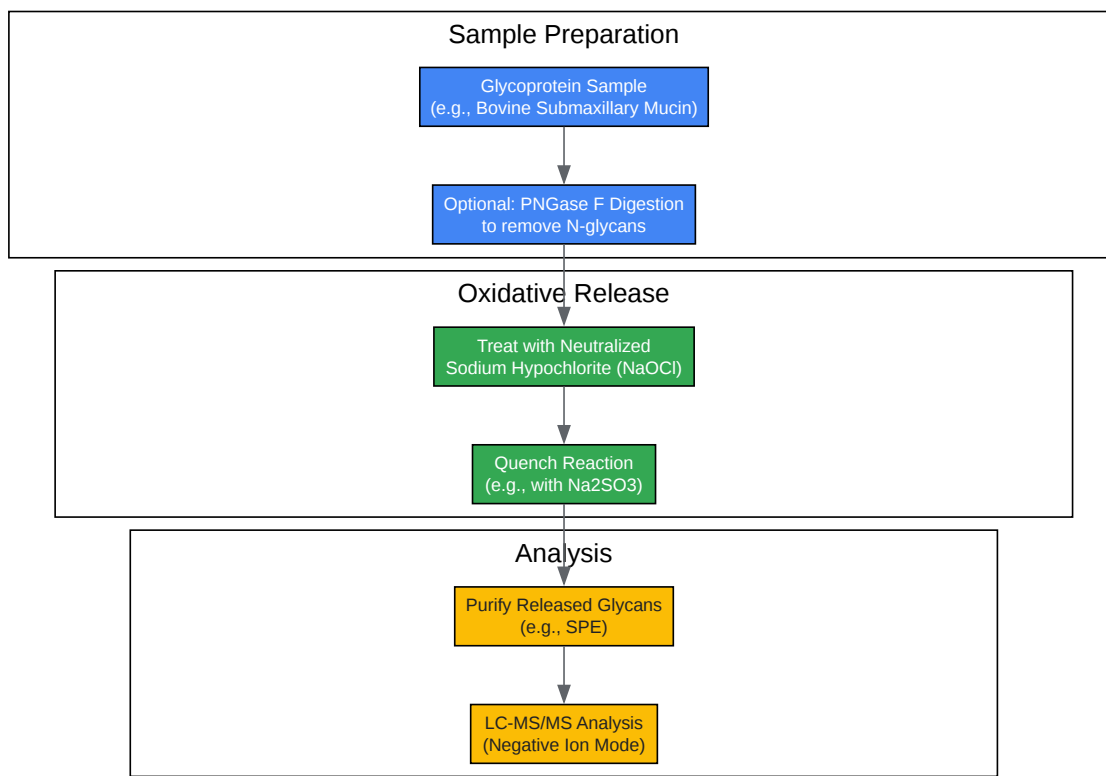 Sample Preparation
Glycoprotein Sample
(e.g., Bovine Submaxillary Mucin)
Optional: PNGase F Digestion
to remove N-glycans
Oxidative Release
Treat with Neutralized
Sodium Hypochlorite (NaOCl)
Quench Reaction
(e.g., with Na2SO3)
Analysis
Purify Released Glycans
(e.g., SPE)
LC-MS/MS Analysis
(Negative Ion Mode)